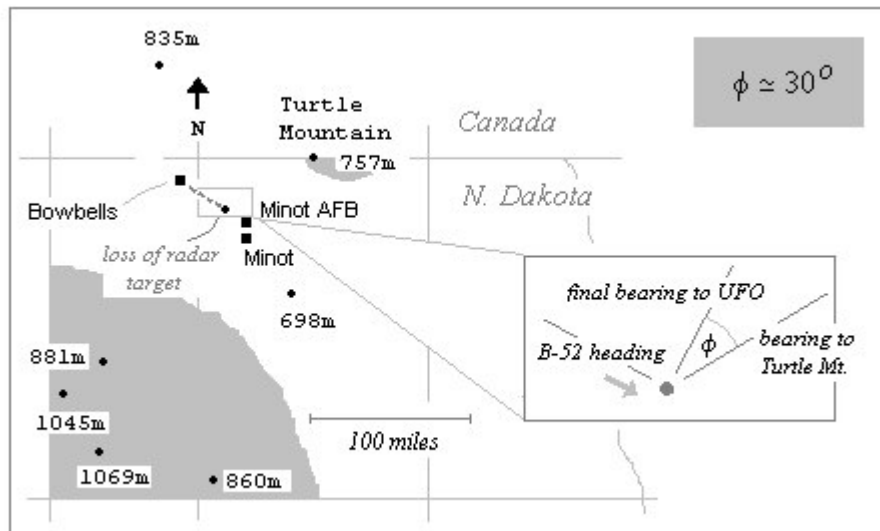 835m
ϕ ≃ 30°
N
Turtle
Mountain
757m
Canada
N. Dakota
Bowbells
Minot AFB
loss of radar
target
Minot
698m
final bearing to UFO
B-52 heading
ϕ
bearing to
Turtle Mt.
881m
1045m
1069m
860m
100 miles